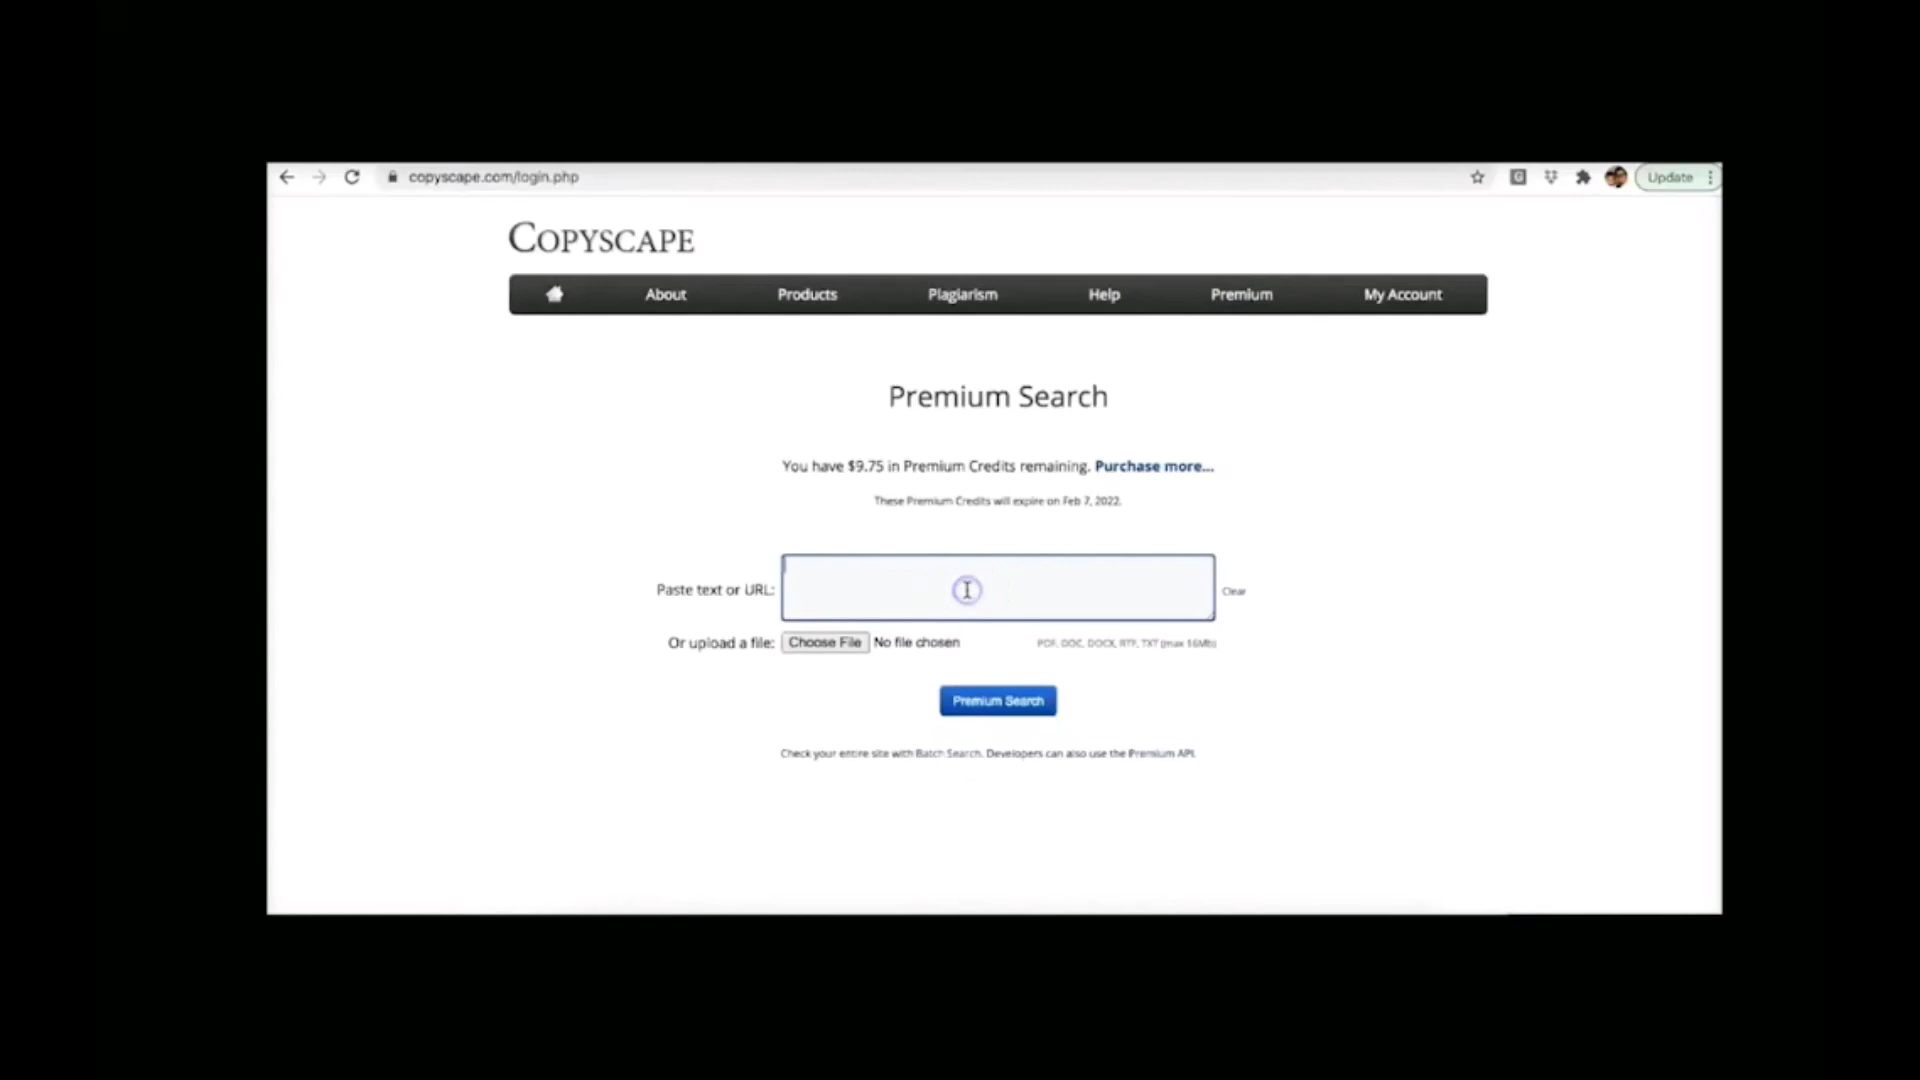 copyscape.com/login.php
Update
COPYSCAPE
About Products Plagiarism Help Premium My Account
Premium Search
You have $9.75 in Premium Credits remaining. Purchase more...
These Premium Credits will expire on Feb 7, 2022.
Paste text or URL:
Clear
Or upload a file: Choose File No file chosen PDF, DOC, DOCX, RTF, TXT (max 16Mb)
Premium Search
Check your entire site with Batch Search. Developers can also use the Premium API.